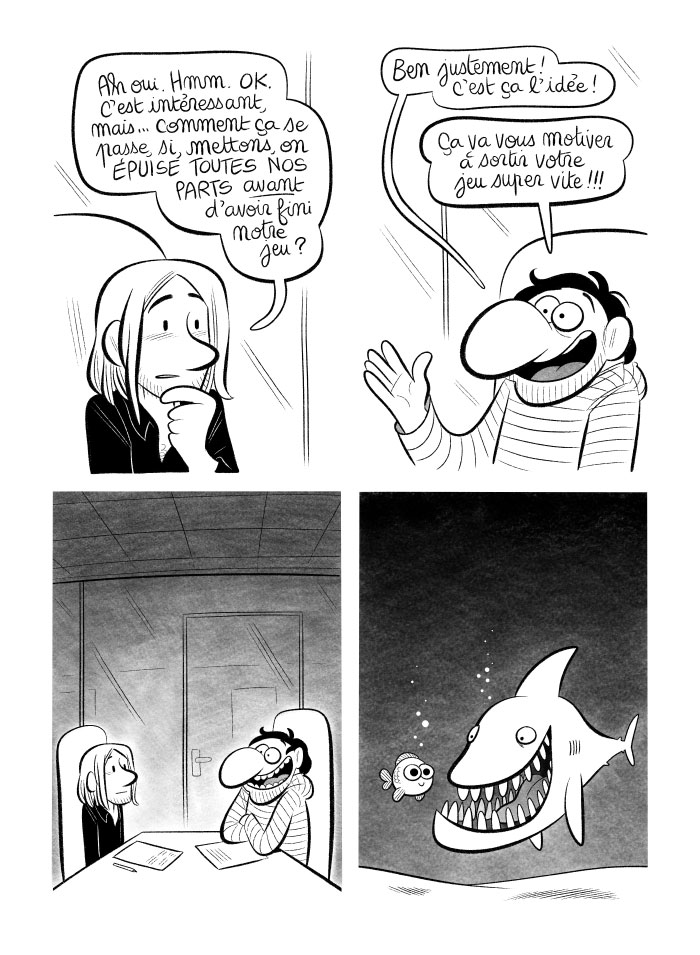 Ah oui. Hmm. OK.
C'est intéressant,
mais... comment ça se
passe, si, mettons, on
ÉPUISE TOUTES NOS
PARTS avant
d'avoir fini
notre
jeu ?
Ben justement !
C'est ça l'idée !
Ça va vous motiver
à sortir votre
jeu super vite !!!